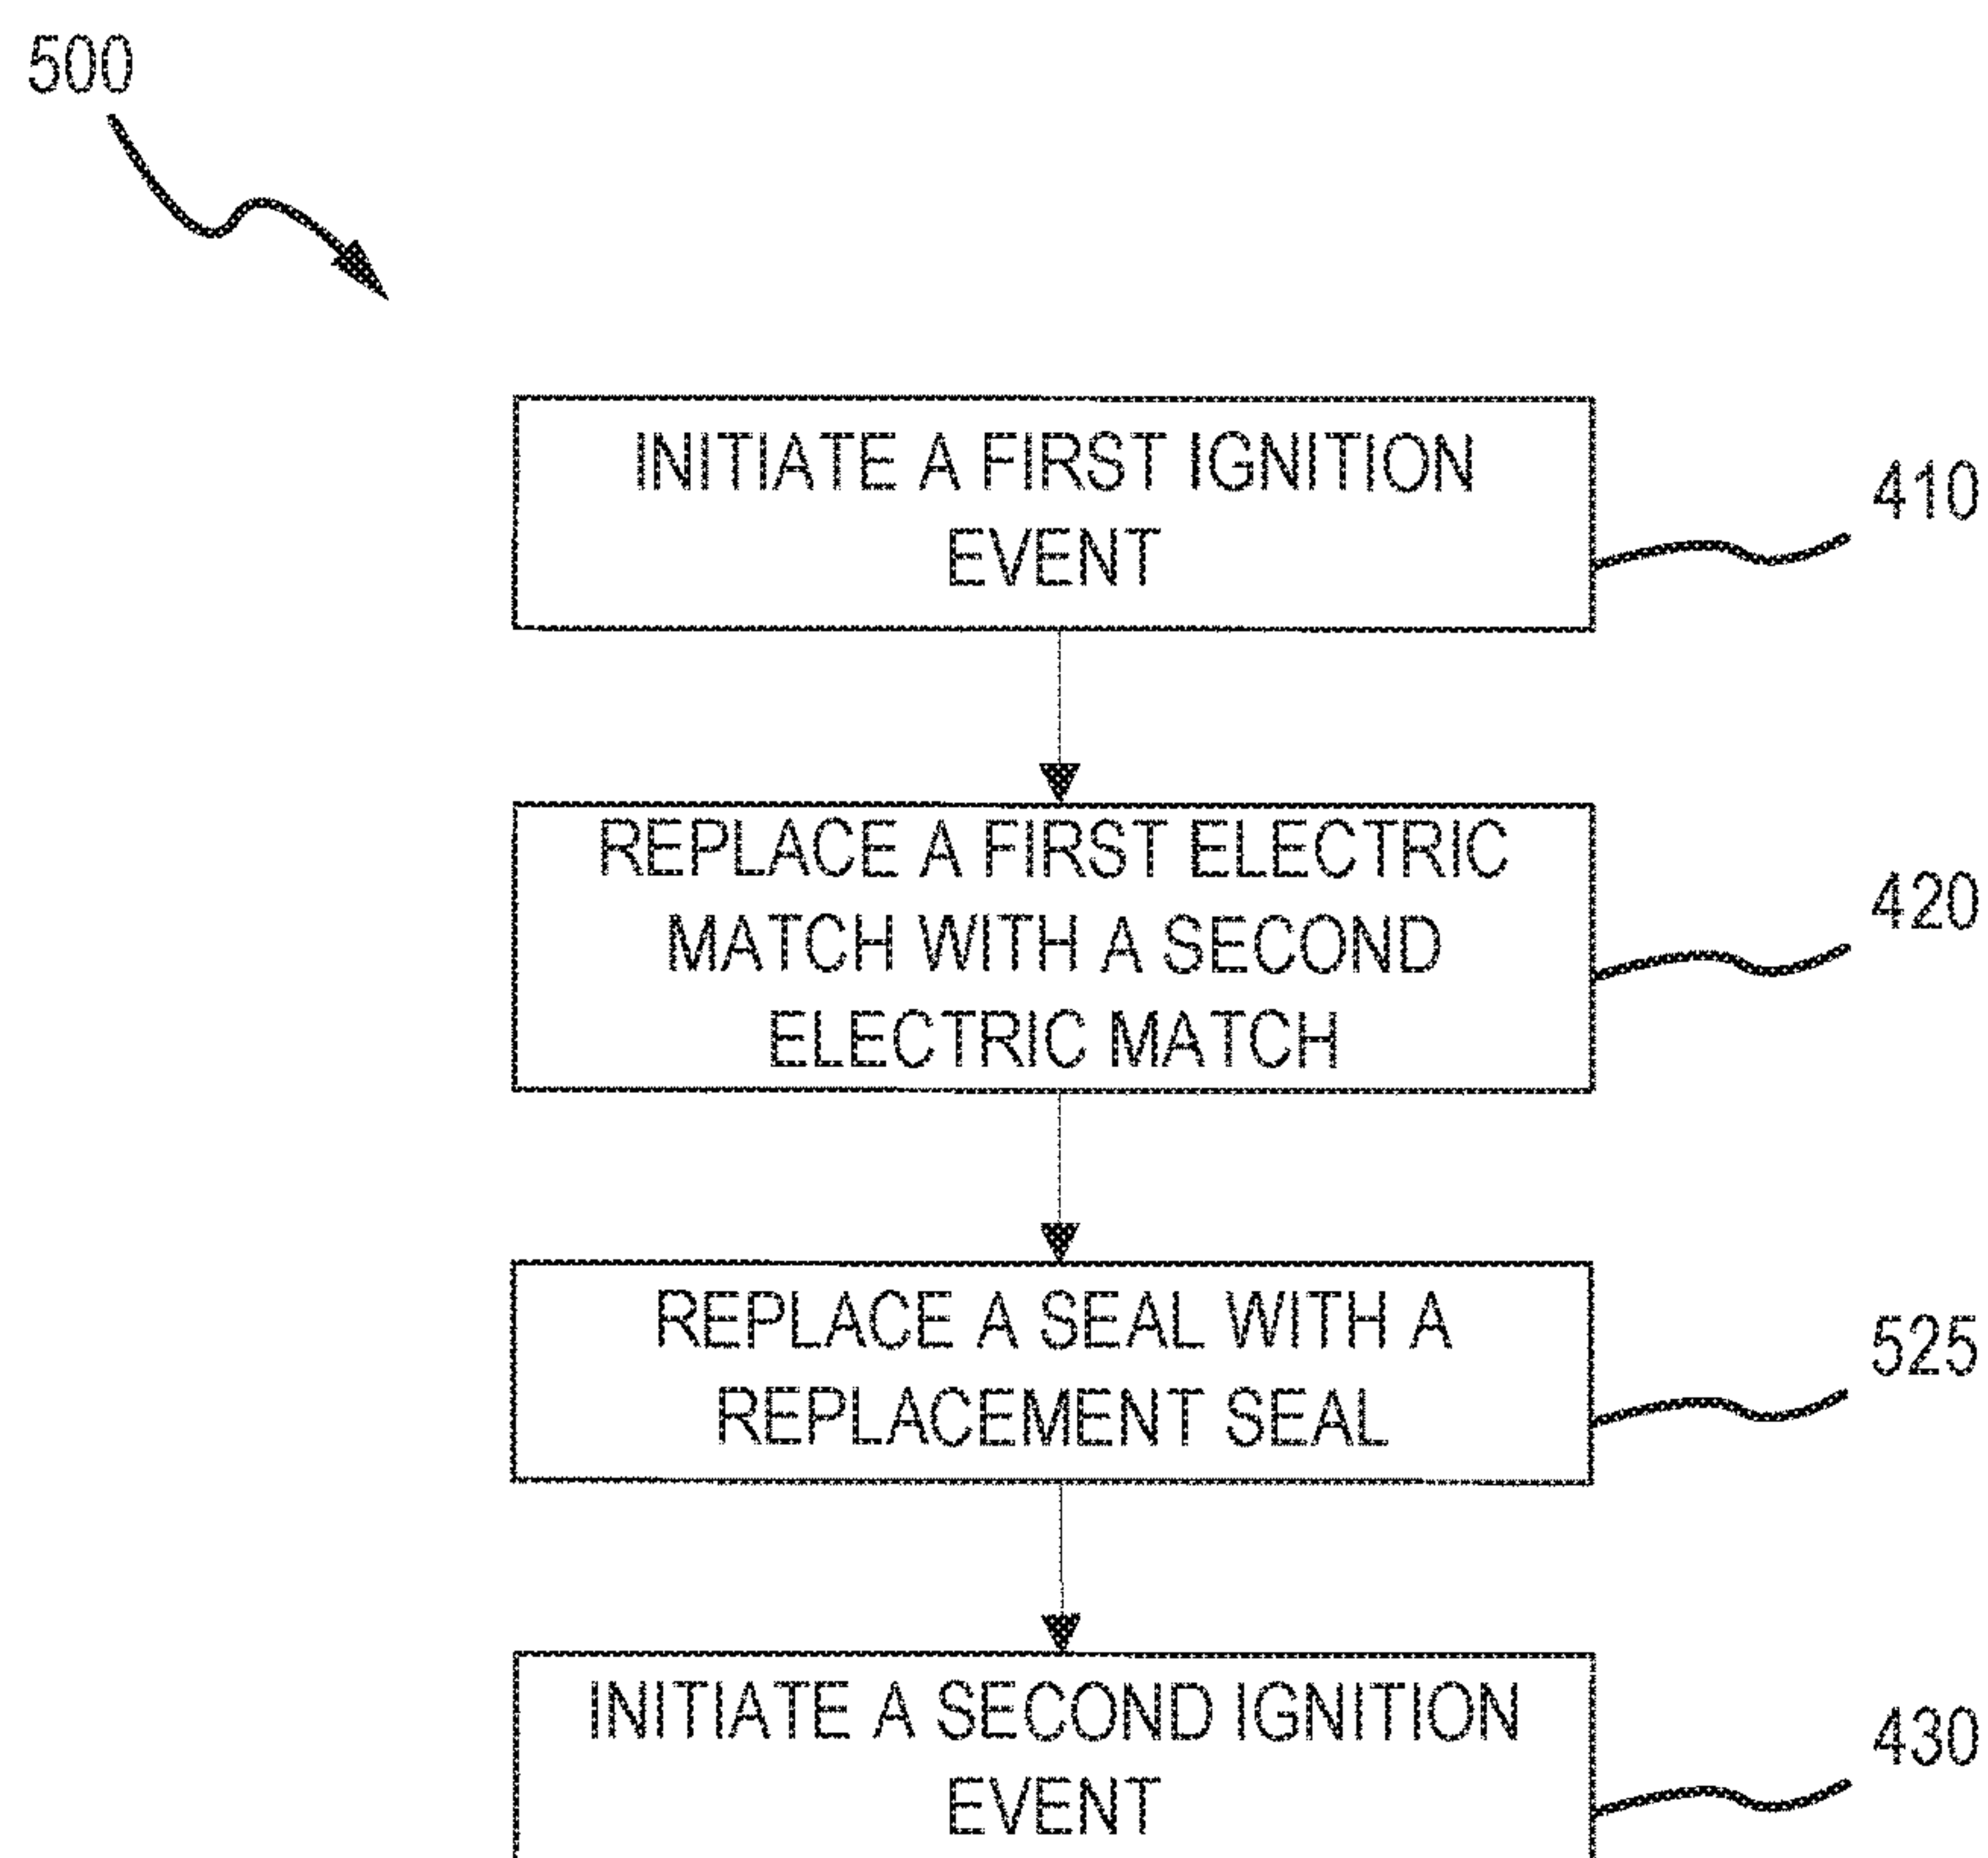 500
INITIATE A FIRST IGNITION
EVENT
410
REPLACE A FIRST ELECTRIC
MATCH WITH A SECOND
ELECTRIC MATCH
420
REPLACE A SEAL WITH A
REPLACEMENT SEAL
525
INITIATE A SECOND IGNITION
EVENT
430